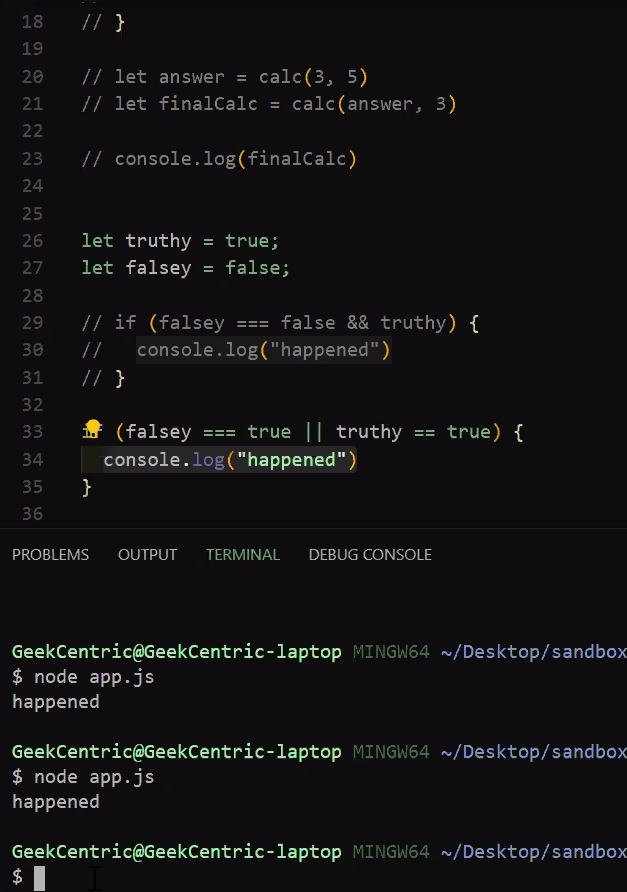 18 // }
19
20 // let answer = calc(3, 5)
21 // let finalCalc = calc(answer, 3)
22
23 // console.log(finalCalc)
24
25
26 let truthy = true;
27 let falsey = false;
28
29 // if (falsey === false && truthy) {
30 //   console.log("happened")
31 // }
32
33 if (falsey === true || truthy == true) {
34   console.log("happened")
35 }
36
PROBLEMS OUTPUT TERMINAL DEBUG CONSOLE
GeekCentric@GeekCentric-laptop MINGW64 ~/Desktop/sandbox
$ node app.js
happened
GeekCentric@GeekCentric-laptop MINGW64 ~/Desktop/sandbox
$ node app.js
happened
GeekCentric@GeekCentric-laptop MINGW64 ~/Desktop/sandbox
$